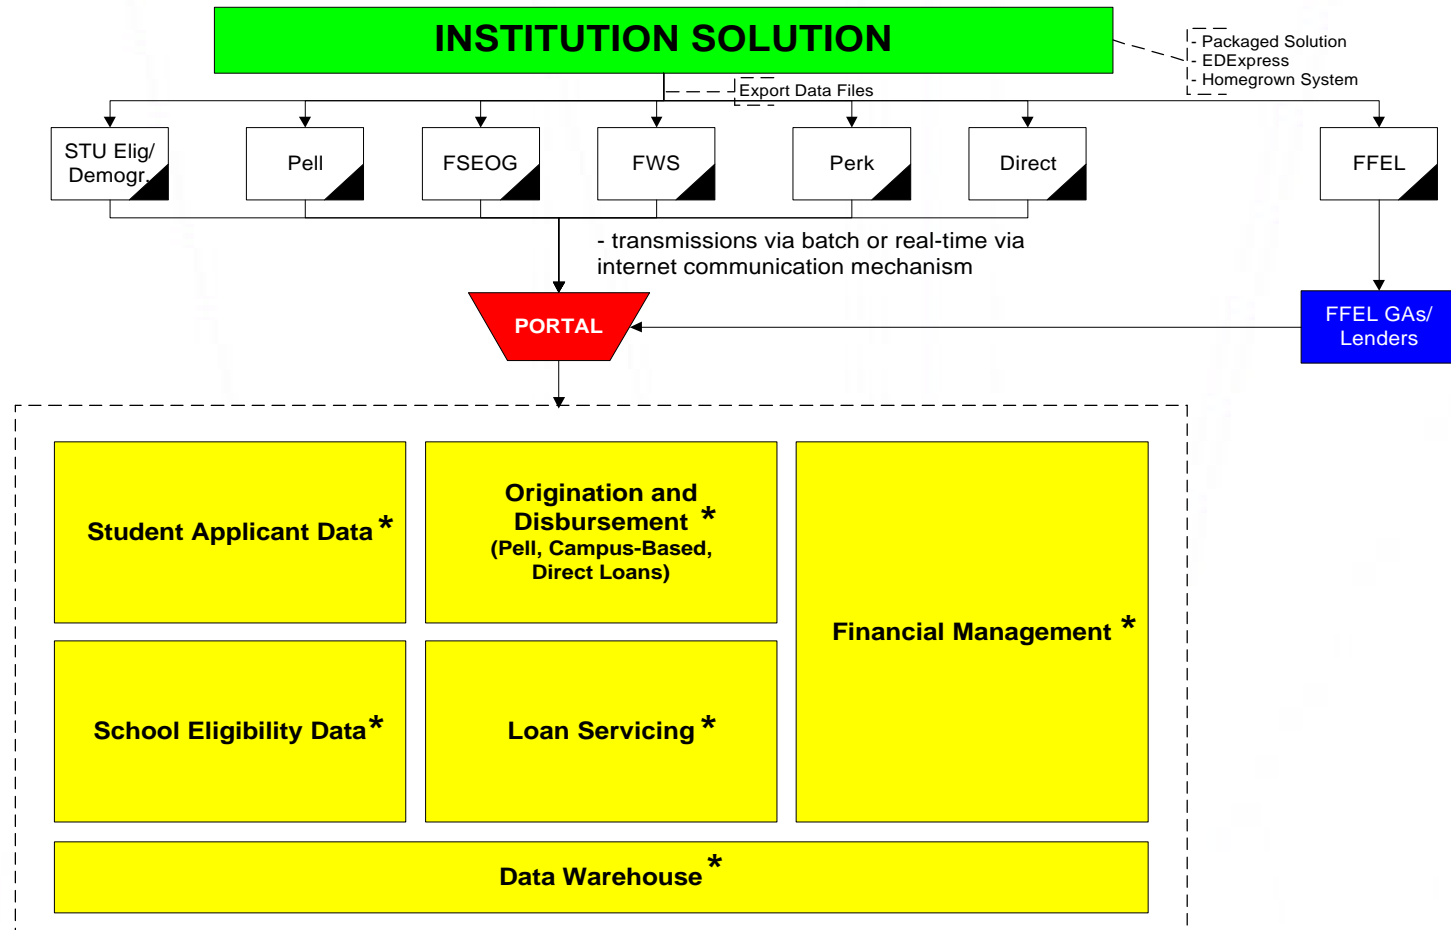 INSTITUTION SOLUTION
- Packaged Solution
- EDExpress
- Homegrown System
Export Data Files
STU Elig/
Demogr.
Pell
FSEOG
FWS
Perk
Direct
FFEL
- transmissions via batch or real-time via
internet communication mechanism
PORTAL
FFEL GAs/
Lenders
Student Applicant Data *
Origination and
Disbursement *
(Pell, Campus-Based,
Direct Loans)
Financial Management *
School Eligibility Data *
Loan Servicing *
Data Warehouse *